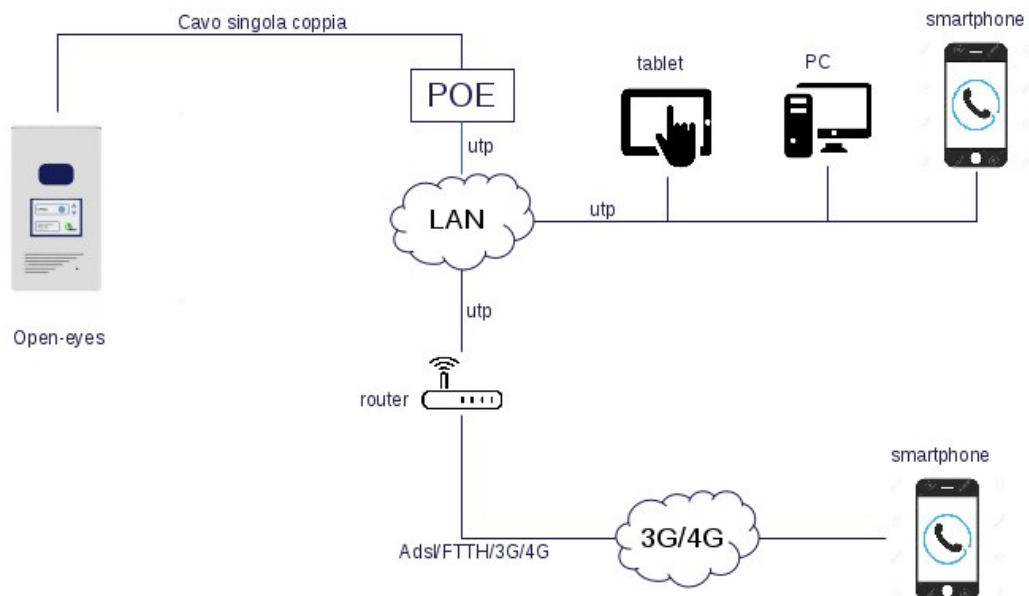 Cavo singola coppia
smartphone
tablet
PC
POE
utp
LAN
utp
utp
Open-eyes
router
smartphone
3G/4G
Adsl/FTTH/3G/4G